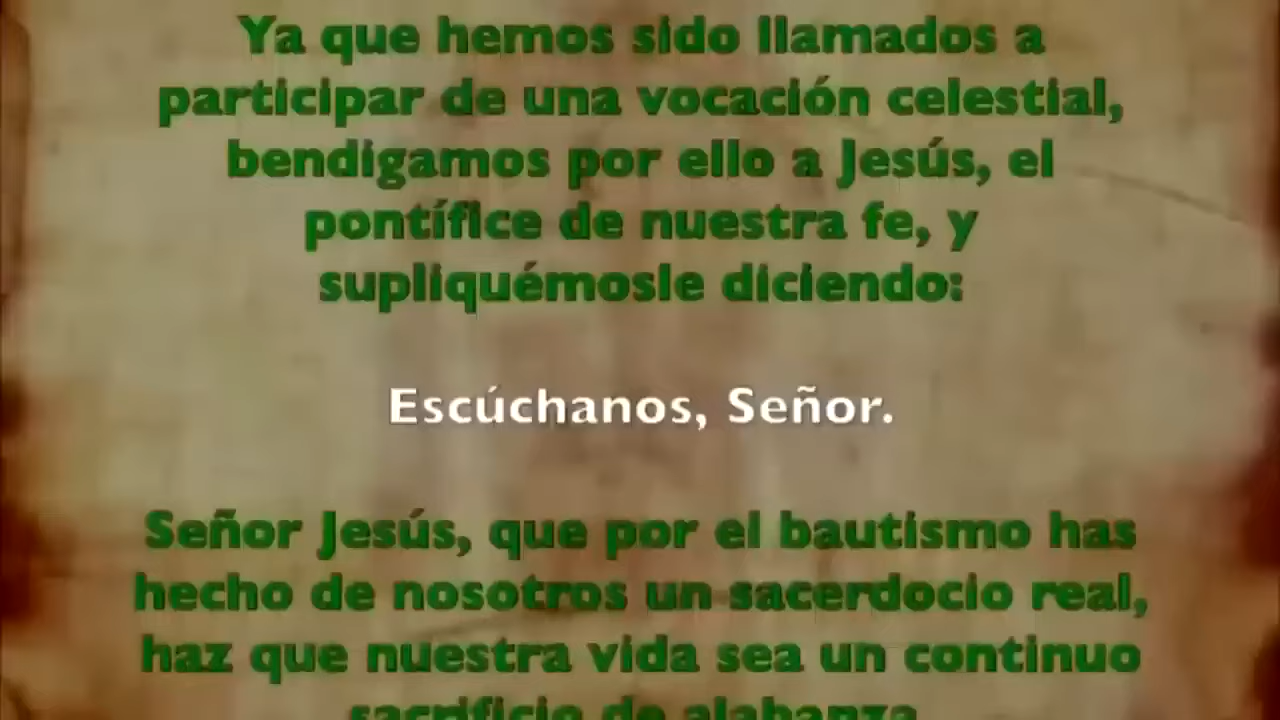 Ya que hemos sido llamados a
participar de una vocación celestial,
bendigamos por ello a Jesús, el
pontífice de nuestra fe, y
supliquémosle diciendo:
Escúchanos, Señor.
Señor Jesús, que por el bautismo has
hecho de nosotros un sacerdocio real,
haz que nuestra vida sea un continuo
sacrificio de alabanza